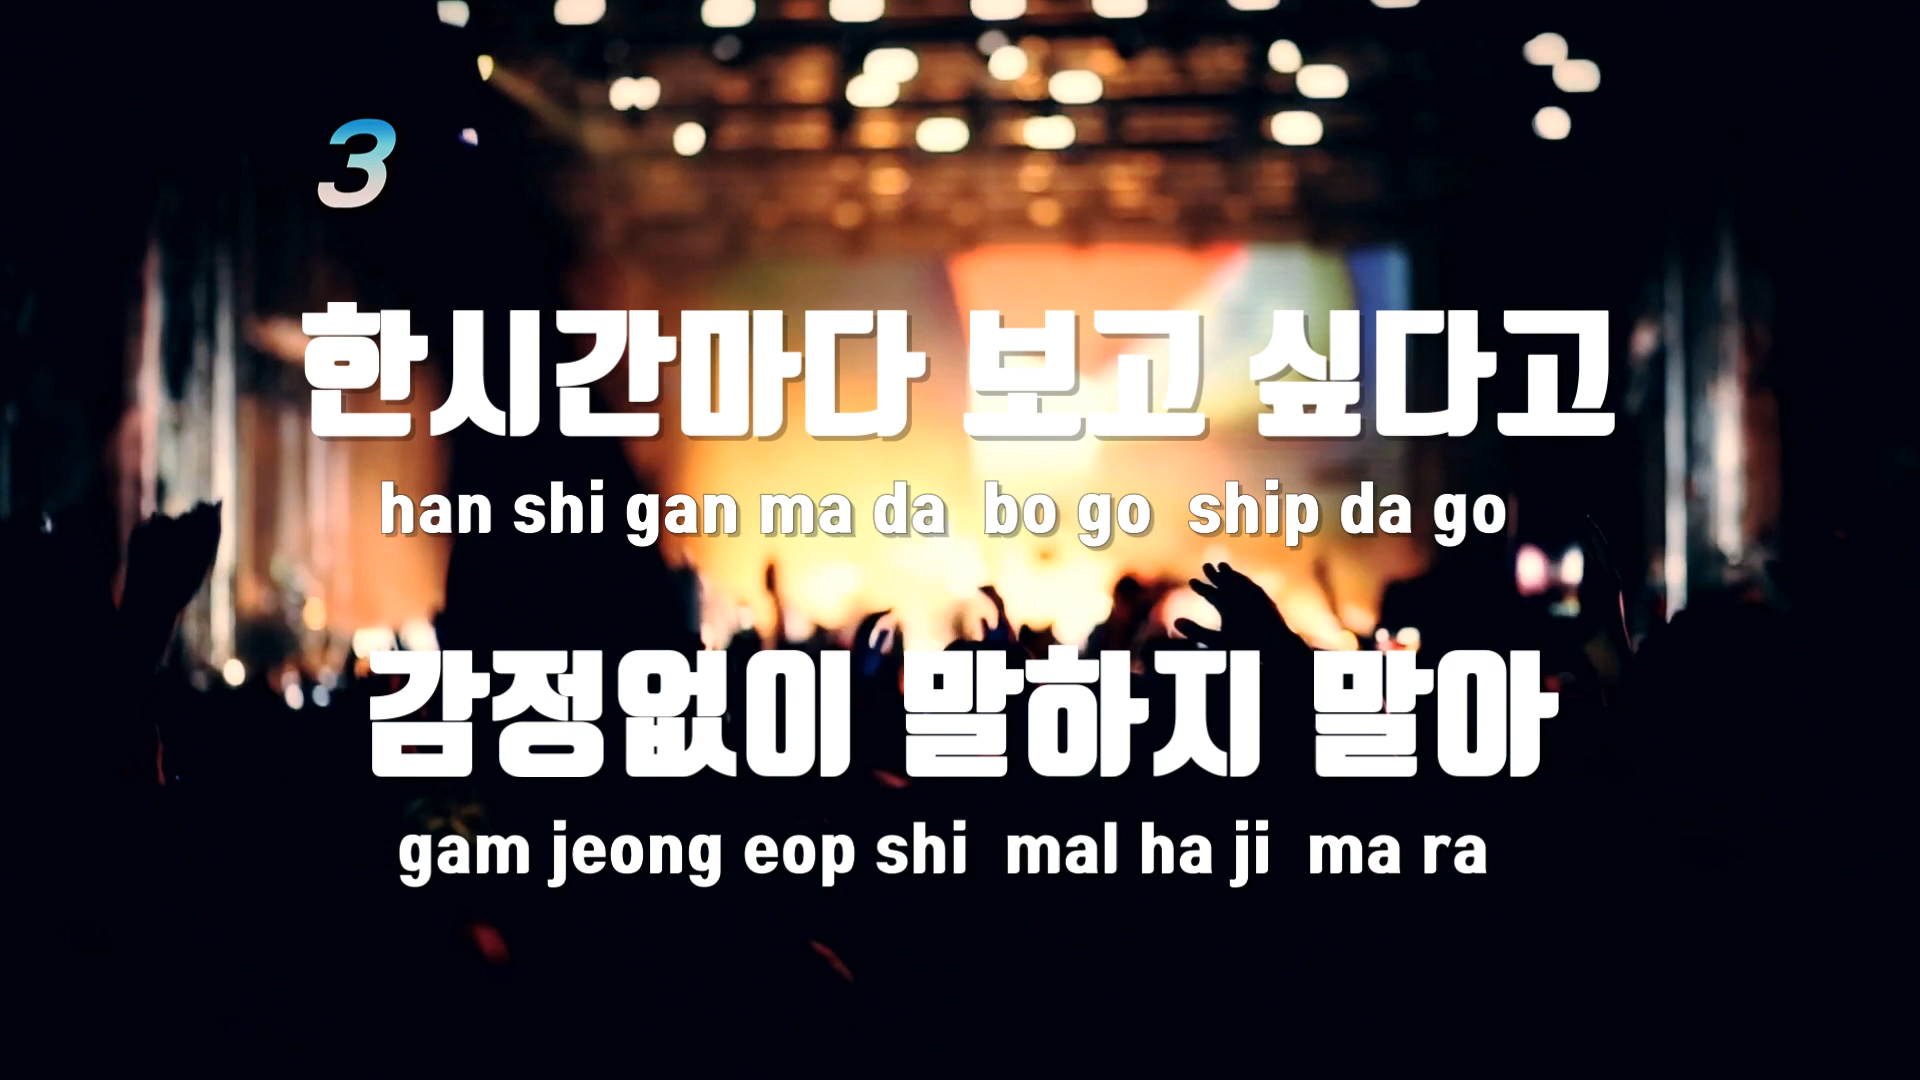 3
한시간마다 보고 싶다고
han shi gan ma da bo go ship da go
감정없이 말하지 말아
gam jeong eop shi mal ha ji ma ra